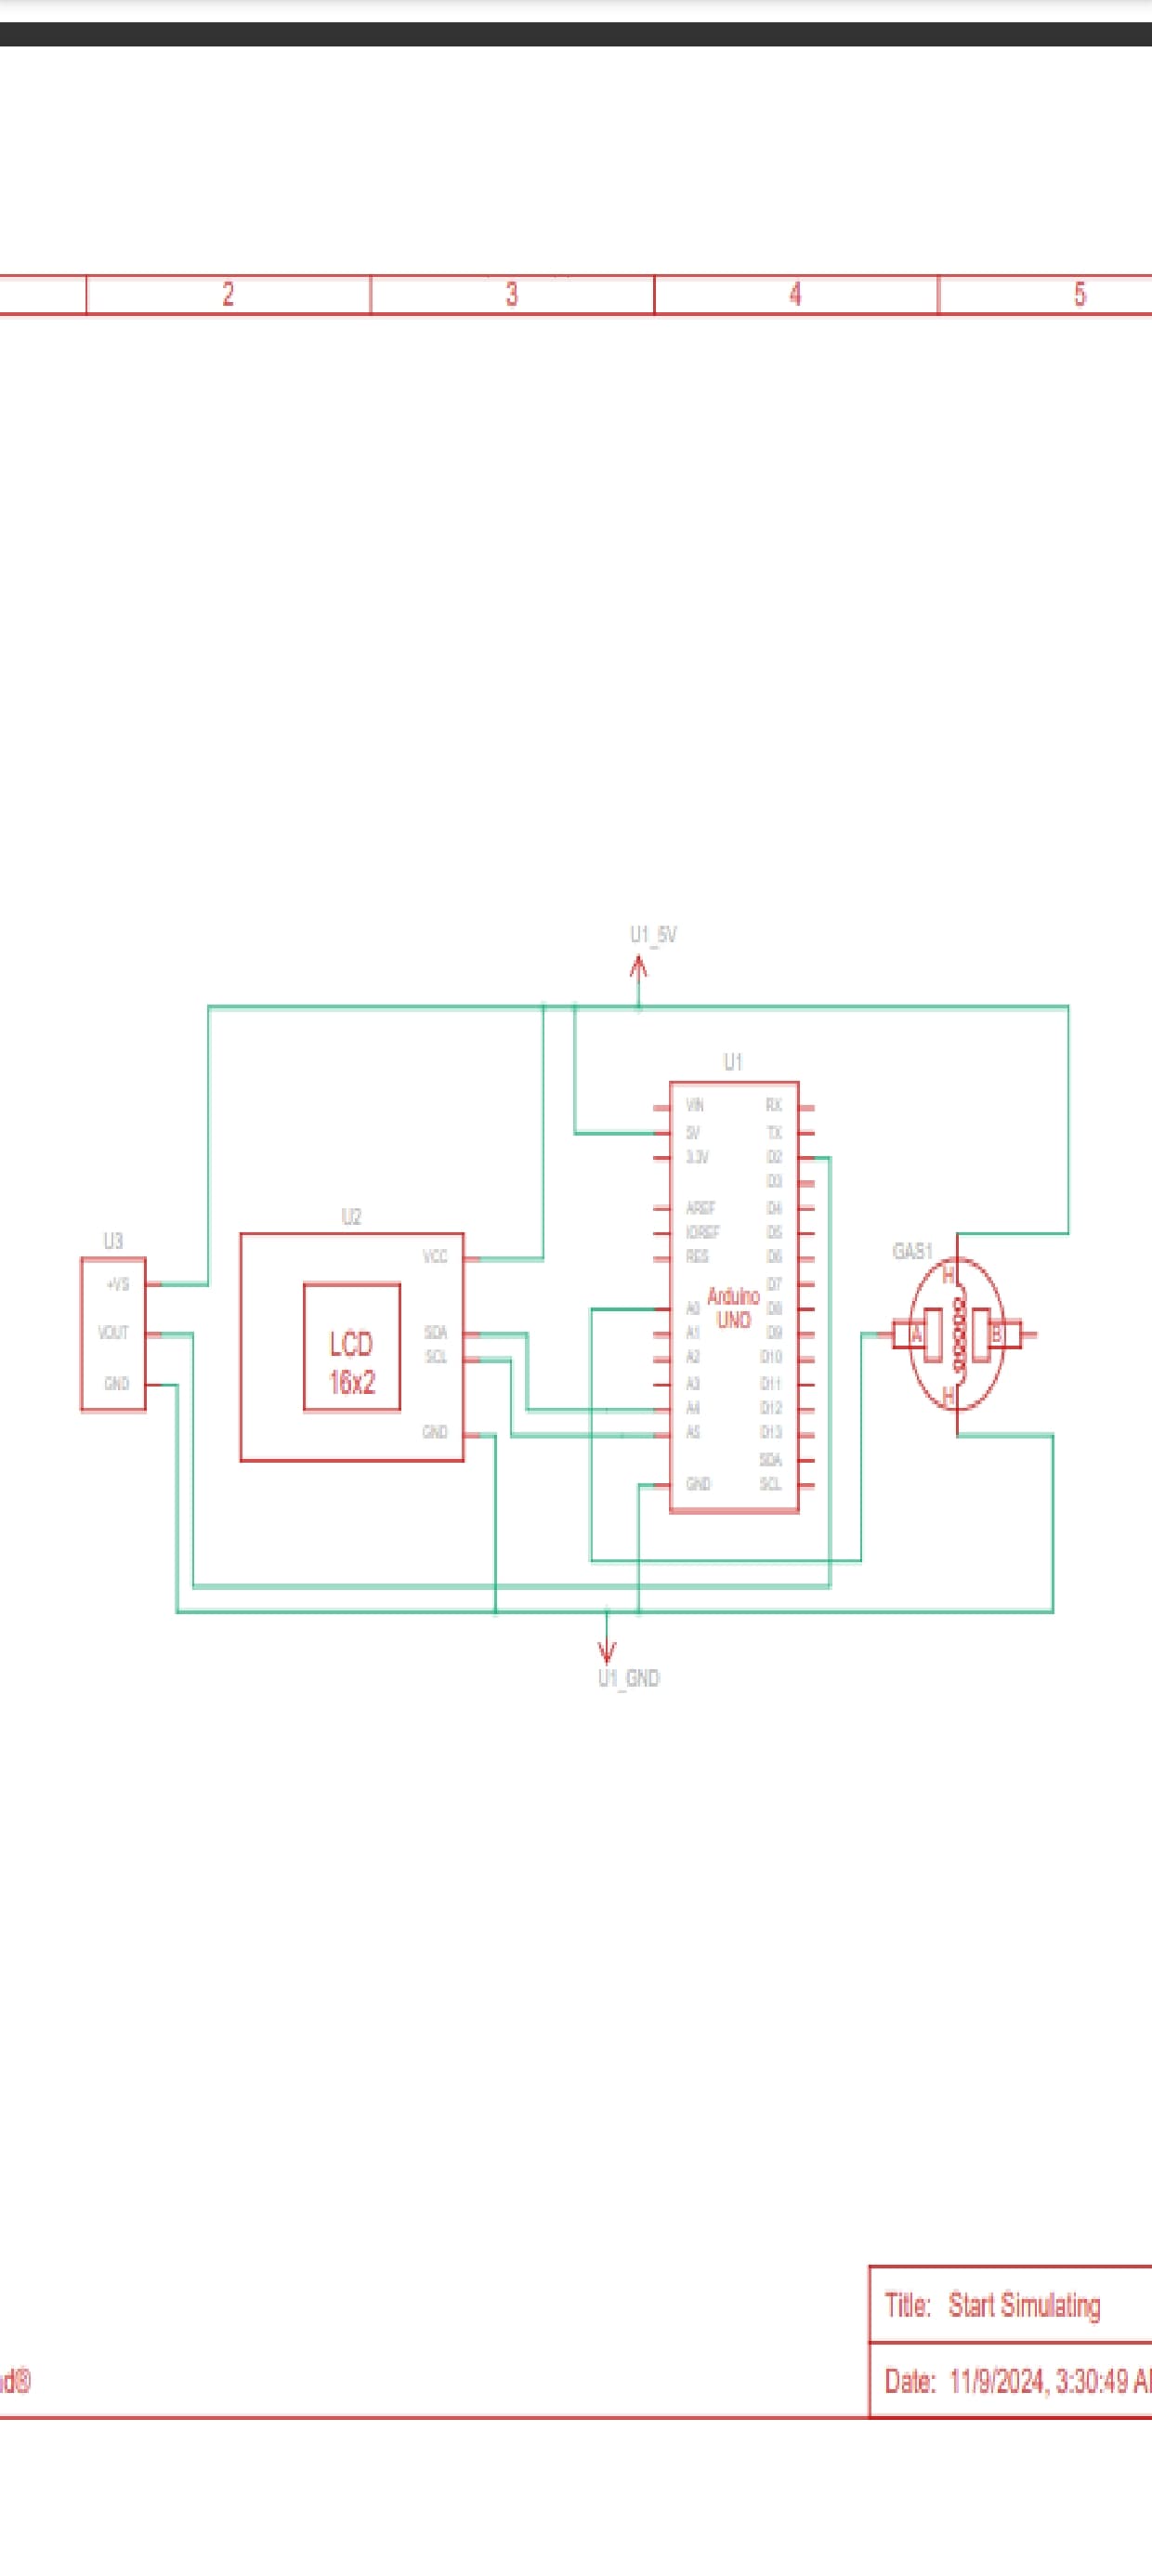 2 3 4 5
U1_5V
U1
VIN RX
5V TX
3.3V D2
D3
AREF D4
IOREF D5
RES D6
D7
A0 D8
A1 D9
A2 D10
A3 D11
A4 D12
A5 D13
SDA
GND SCL
Arduino
UNO
U2
VCC
SDA
SCL
GND
LCD
16x2
U3
+VS
VOUT
GND
GAS1
H
A B
H
U1_GND
Title: Start Simulating
d®
Date: 11/9/2024, 3:30:49 A